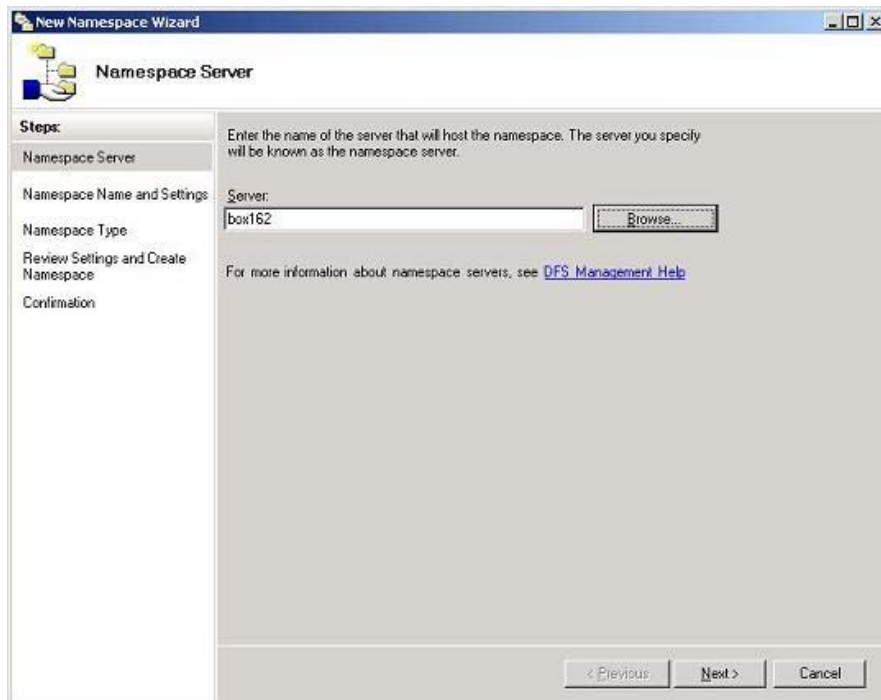 New Namespace Wizard
Namespace Server
Steps:
Namespace Server
Namespace Name and Settings
Namespace Type
Review Settings and Create
Namespace
Confirmation
Enter the name of the server that will host the namespace. The server you specify
will be known as the namespace server.
Server:
box162
Browse...
For more information about namespace servers, see DFS Management Help
< Previous
Next >
Cancel